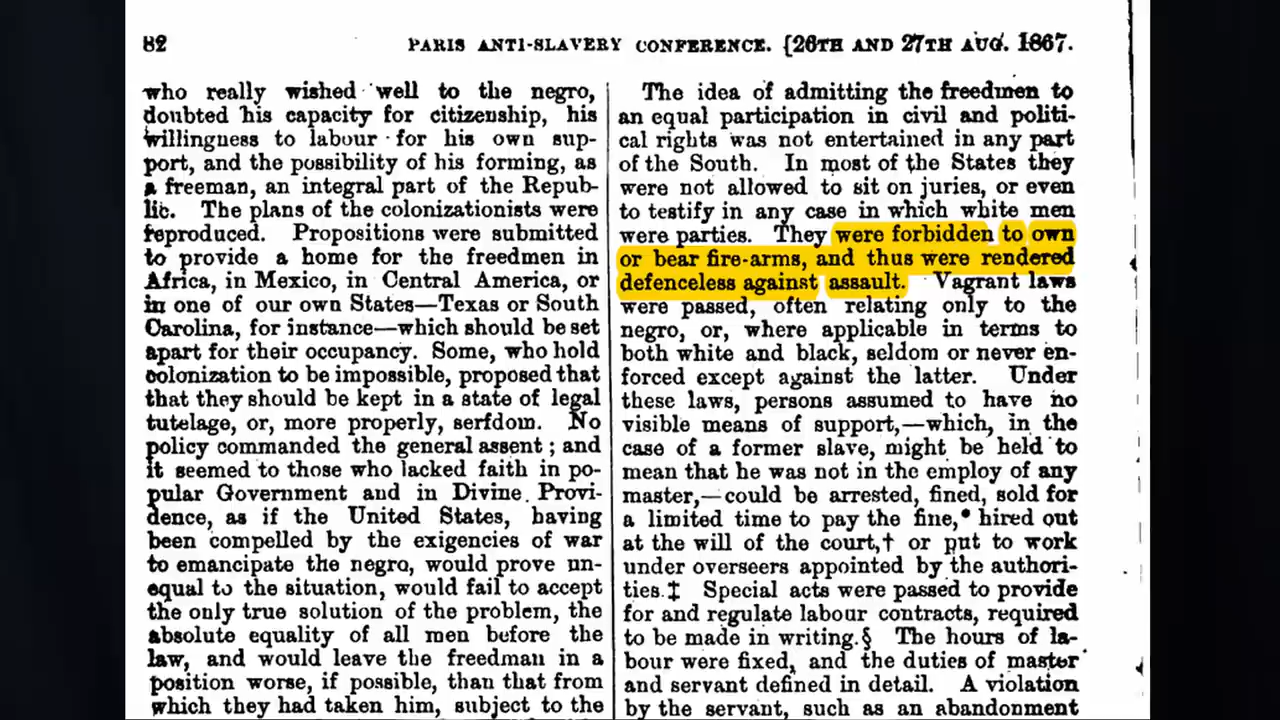 82
PARIS ANTI-SLAVERY CONFERENCE. [26TH AND 27TH AUG. 1867.
who really wished well to the negro,
doubted his capacity for citizenship, his
willingness to labour for his own sup-
port, and the possibility of his forming, as
a freeman, an integral part of the Repub-
lic. The plans of the colonizationists were
reproduced. Propositions were submitted
to provide a home for the freedmen in
Africa, in Mexico, in Central America, or
in one of our own States—Texas or South
Carolina, for instance—which should be set
apart for their occupancy. Some, who hold
colonization to be impossible, proposed that
that they should be kept in a state of legal
tutelage, or, more properly, serfdom. No
policy commanded the general assent; and
it seemed to those who lacked faith in po-
pular Government and in Divine Provi-
dence, as if the United States, having
been compelled by the exigencies of war
to emancipate the negro, would prove un-
equal to the situation, would fail to accept
the only true solution of the problem, the
absolute equality of all men before the
law, and would leave the freedman in a
position worse, if possible, than that from
which they had taken him, subject to the
The idea of admitting the freedmen to
an equal participation in civil and politi-
cal rights was not entertained in any part
of the South. In most of the States they
were not allowed to sit on juries, or even
to testify in any case in which white men
were parties. They were forbidden to own
or bear fire-arms, and thus were rendered
defenceless against assault. Vagrant laws
were passed, often relating only to the
negro, or, where applicable in terms to
both white and black, seldom or never en-
forced except against the latter. Under
these laws, persons assumed to have no
visible means of support,—which, in the
case of a former slave, might be held to
mean that he was not in the employ of any
master,—could be arrested, fined, sold for
a limited time to pay the fine,* hired out
at the will of the court,† or put to work
under overseers appointed by the authori-
ties.‡ Special acts were passed to provide
for and regulate labour contracts, required
to be made in writing.§ The hours of la-
bour were fixed, and the duties of master
and servant defined in detail. A violation
by the servant, such as an abandonment